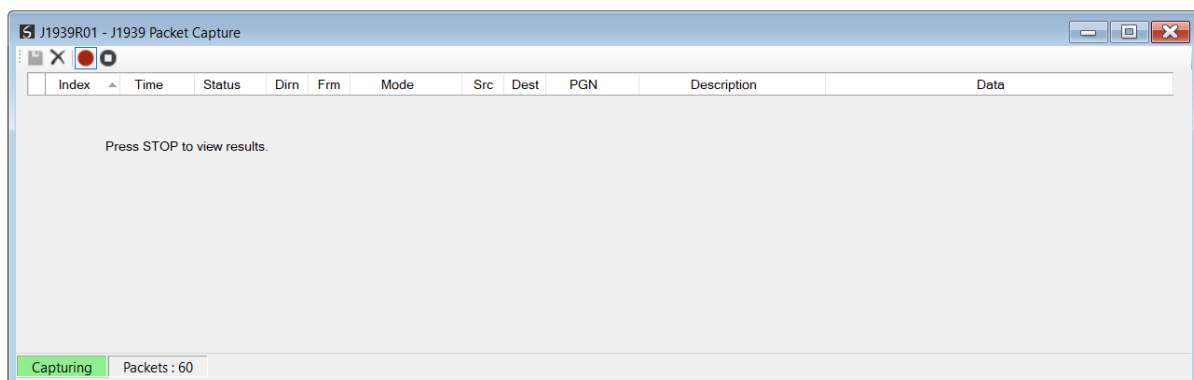 J1939R01 - J1939 Packet Capture
Index Time Status Dirn Frm Mode Src Dest PGN Description Data
Press STOP to view results.
Capturing Packets : 60